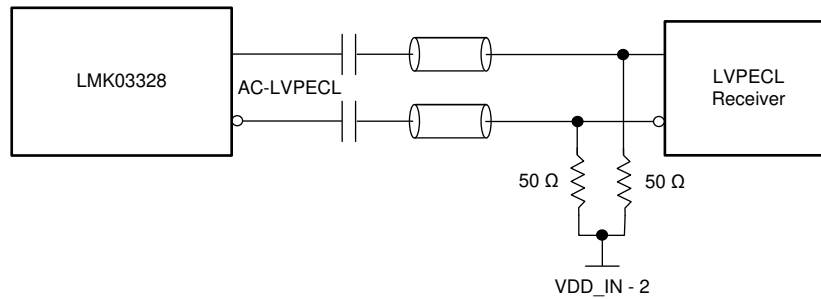 LMK03328
AC-LVPECL
LVPECL
Receiver
50 Ω
50 Ω
VDD_IN - 2